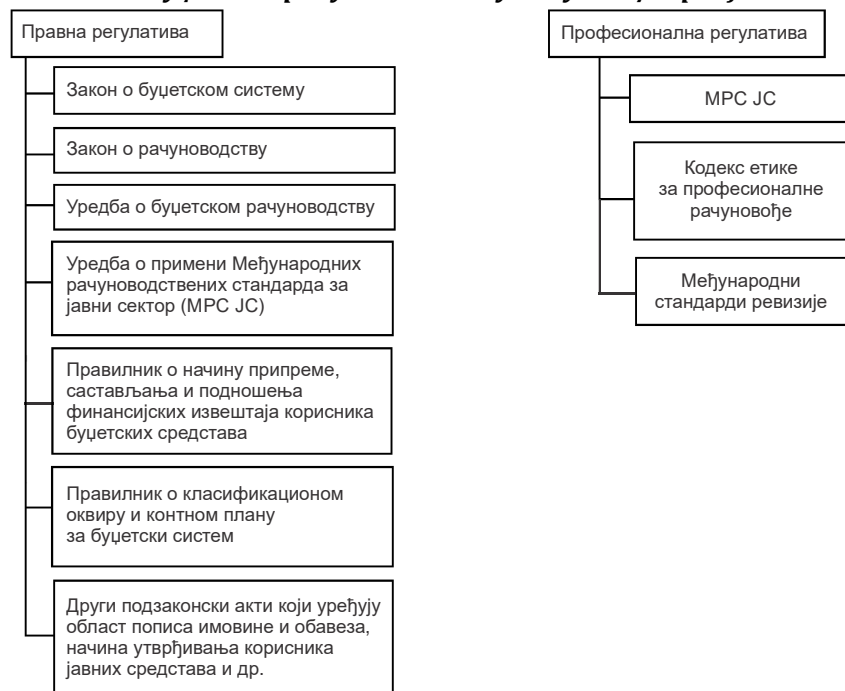 Правна регулатива
Закон о буџетском систему
Закон о рачуноводству
Уредба о буџетском рачуноводству
Уредба о примени Међународних
рачуноводствених стандарда за
јавни сектор (МРС ЈС)
Правилник о начину припреме,
састављања и подношења
финансијских извештаја корисника
буџетских средстава
Правилник о класификационом
оквиру и контном плану
за буџетски систем
Други подзаконски акти који уређују
област пописа имовине и обавеза,
начина утврђивања корисника
јавних средстава и др.
Професионална регулатива
МРС ЈС
Кодекс етике
за професионалне
рачуновође
Међународни
стандарди ревизије